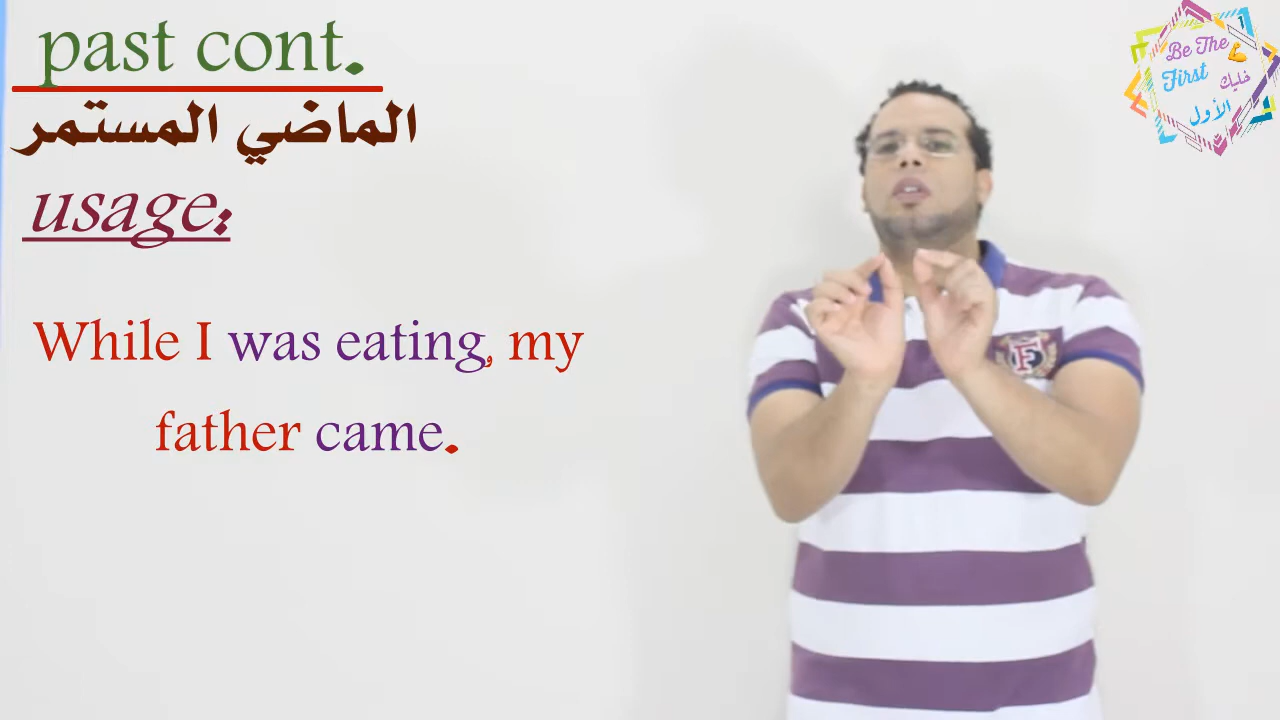 past cont.
الماضي المستمر
usage:
While I was eating, my
father came.
Be The
First
خليك
الأول
F